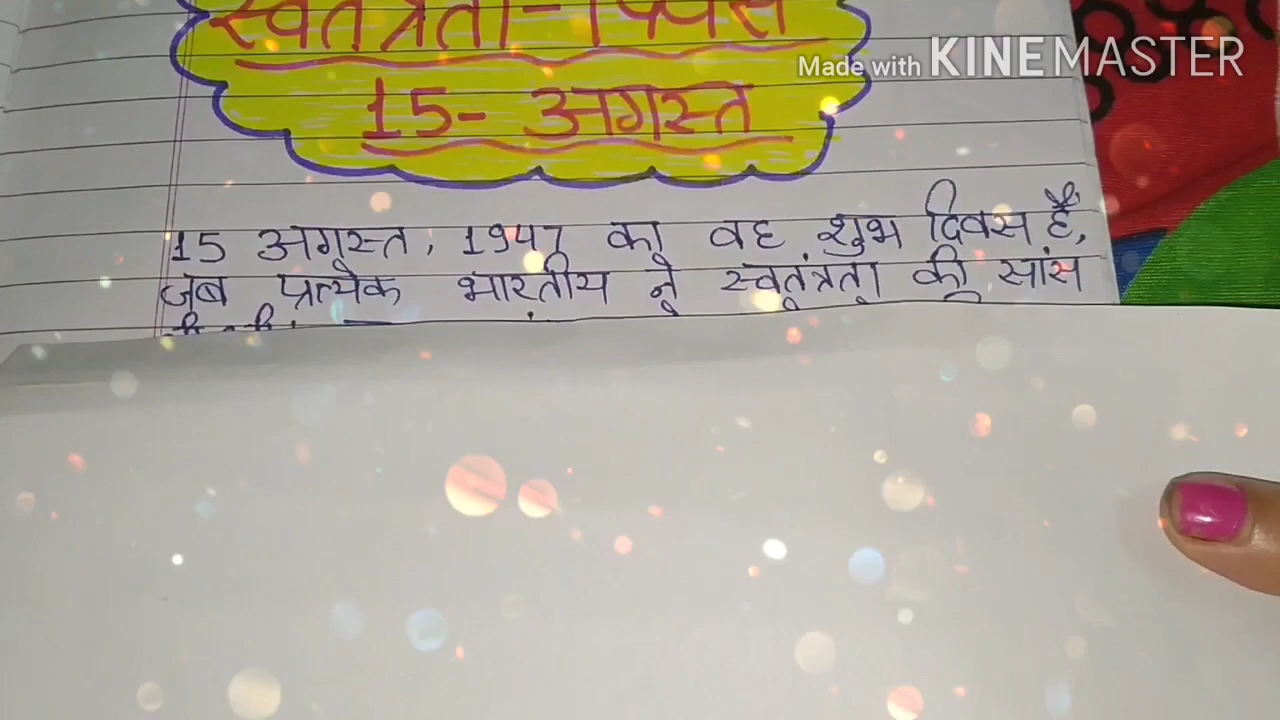 Made with KINEMASTER
स्वतंत्रता-दिवस
15- अगस्त
15 अगस्त, 1947 का वह शुभ दिवस है,
जब प्रत्येक भारतीय ने स्वतंत्रता की सांस